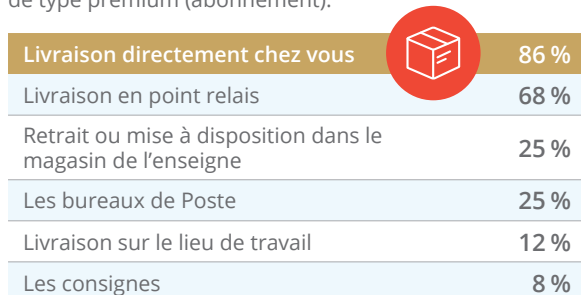 de type premium (abonnement).
Livraison directement chez vous 86 %
Livraison en point relais 68 %
Retrait ou mise à disposition dans le
magasin de l’enseigne 25 %
Les bureaux de Poste 25 %
Livraison sur le lieu de travail 12 %
Les consignes 8 %